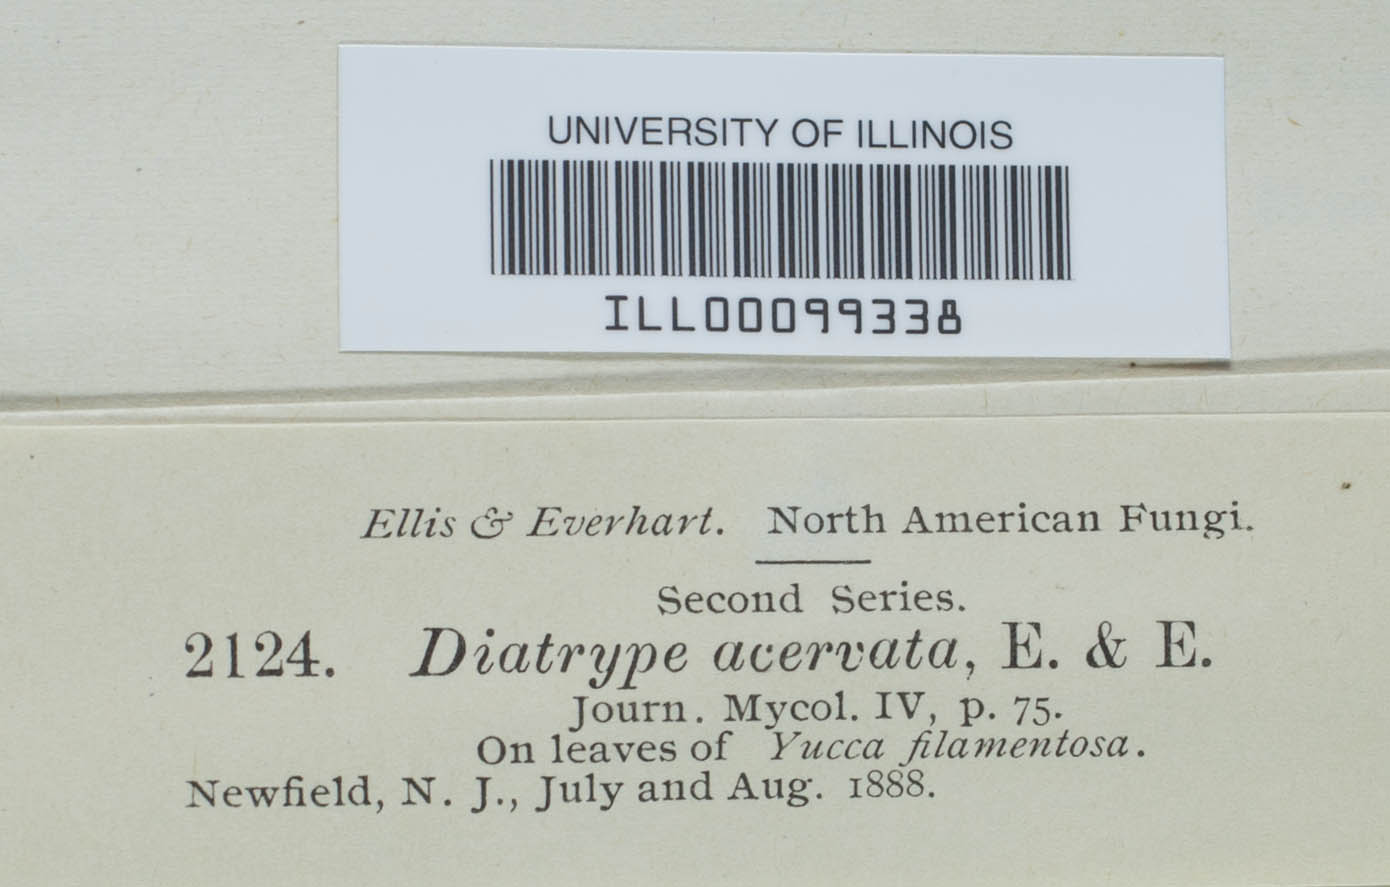 UNIVERSITY OF ILLINOIS
ILL00099338
Ellis & Everhart. North American Fungi.
Second Series.
2124. Diatrype acervata, E. & E.
Journ. Mycol. IV, p. 75.
On leaves of Yucca filamentosa.
Newfield, N. J., July and Aug. 1888.